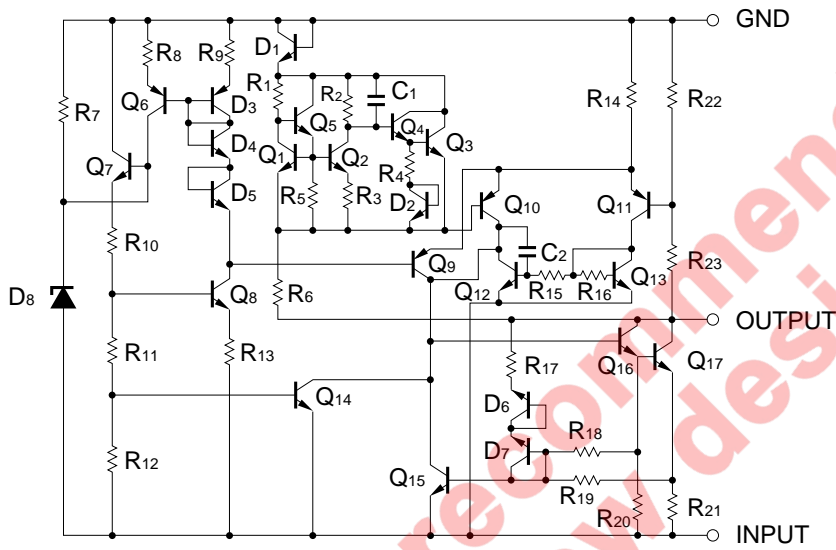 GND
R8
R9
D1
R7
Q6
D3
R1
R2
C1
R14
R22
Q5
Q4
Q3
D4
Q7
Q1
Q2
R4
D5
R5
R3
D2
Q10
Q11
R10
Q9
C2
R23
D8
Q8
R6
Q12
R15
R16
Q13
OUTPUT
R11
R13
R17
Q16
Q17
Q14
D6
D7
R18
R12
Q15
R19
R20
R21
INPUT
recommen
w desi